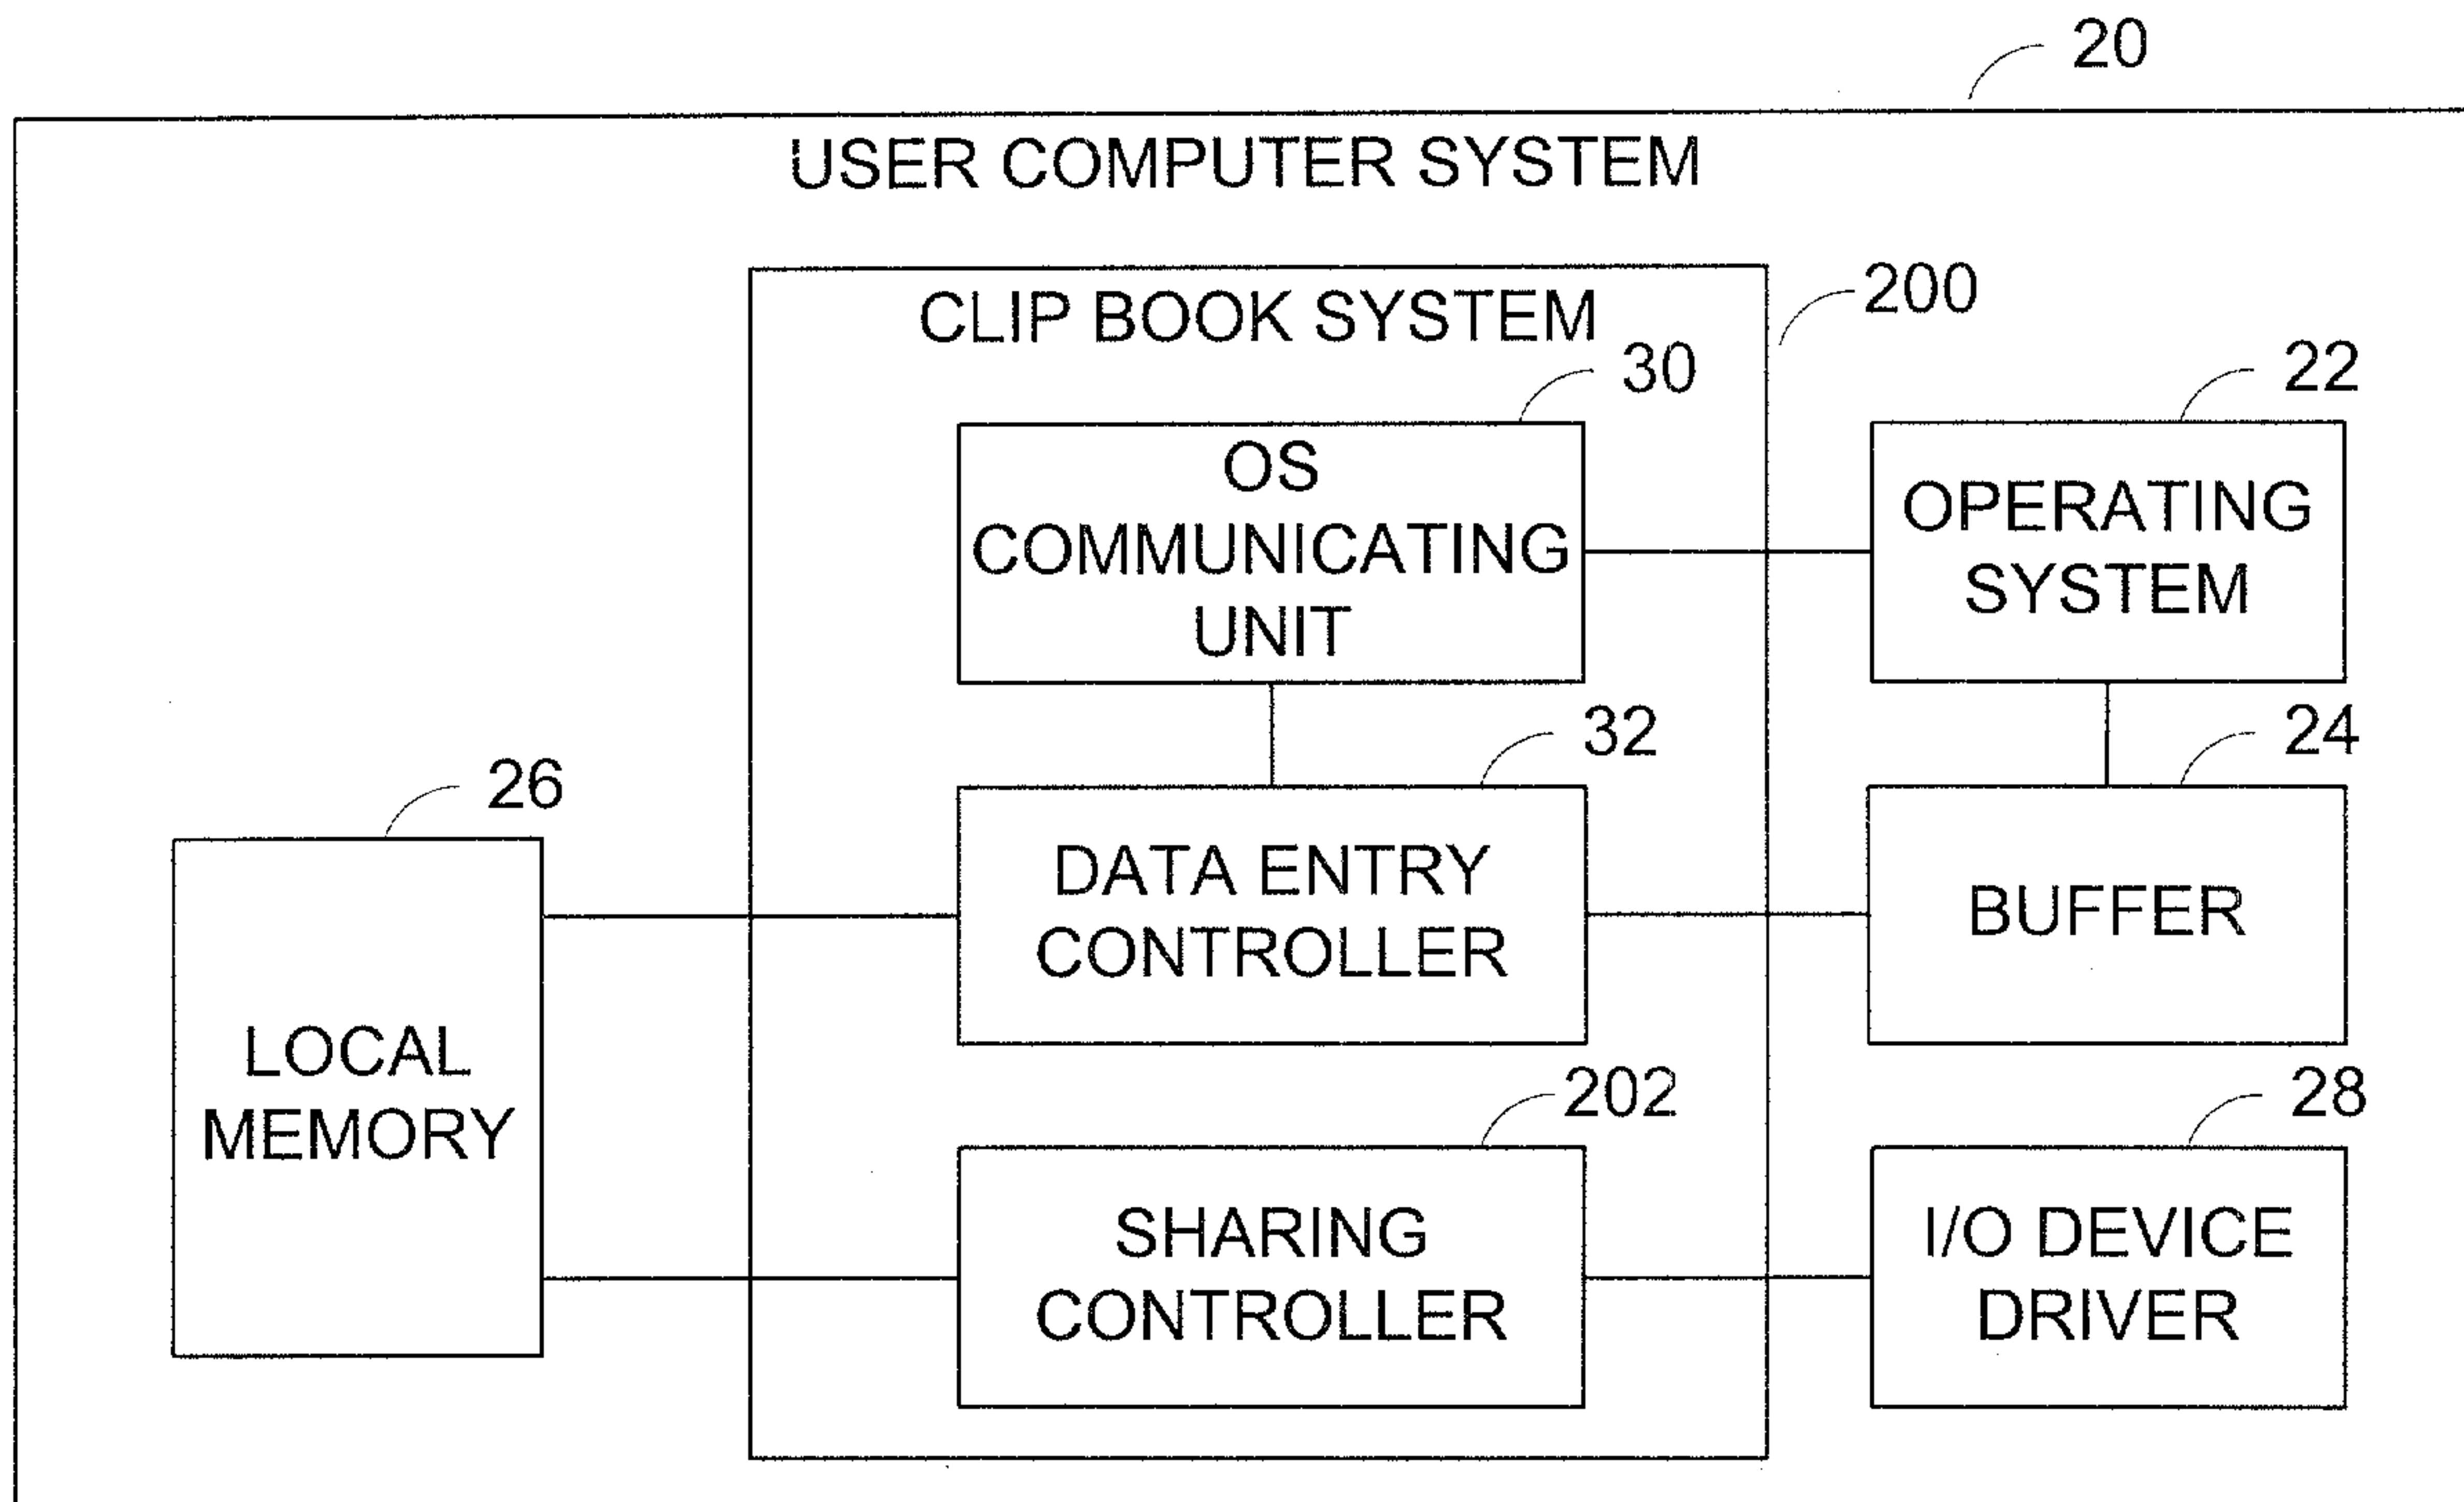 20
USER COMPUTER SYSTEM
CLIP BOOK SYSTEM
200
30
22
OS
COMMUNICATING
UNIT
OPERATING
SYSTEM
32
24
26
DATA ENTRY
CONTROLLER
BUFFER
LOCAL
MEMORY
202
28
SHARING
CONTROLLER
I/O DEVICE
DRIVER